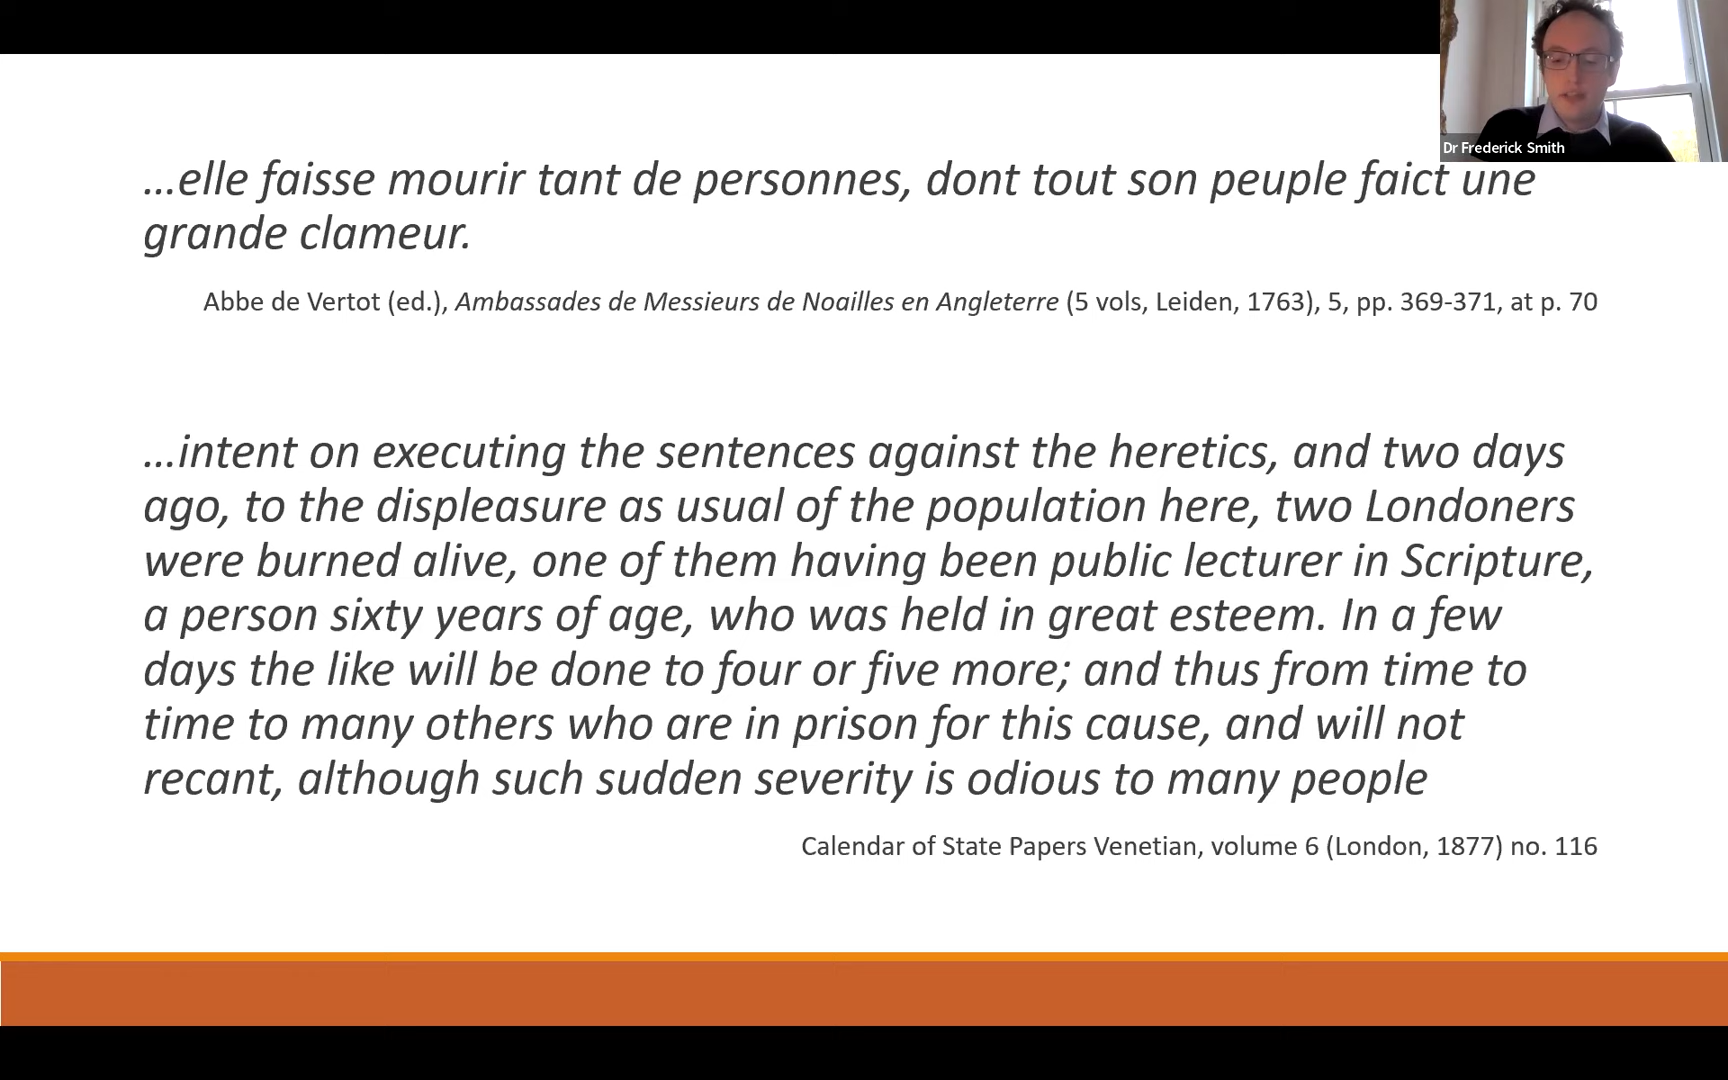 Dr Frederick Smith
...elle faisse mourir tant de personnes, dont tout son peuple faict une
grande clameur.
Abbe de Vertot (ed.), Ambassades de Messieurs de Noailles en Angleterre (5 vols, Leiden, 1763), 5, pp. 369-371, at p. 70
...intent on executing the sentences against the heretics, and two days
ago, to the displeasure as usual of the population here, two Londoners
were burned alive, one of them having been public lecturer in Scripture,
a person sixty years of age, who was held in great esteem. In a few
days the like will be done to four or five more; and thus from time to
time to many others who are in prison for this cause, and will not
recant, although such sudden severity is odious to many people
Calendar of State Papers Venetian, volume 6 (London, 1877) no. 116